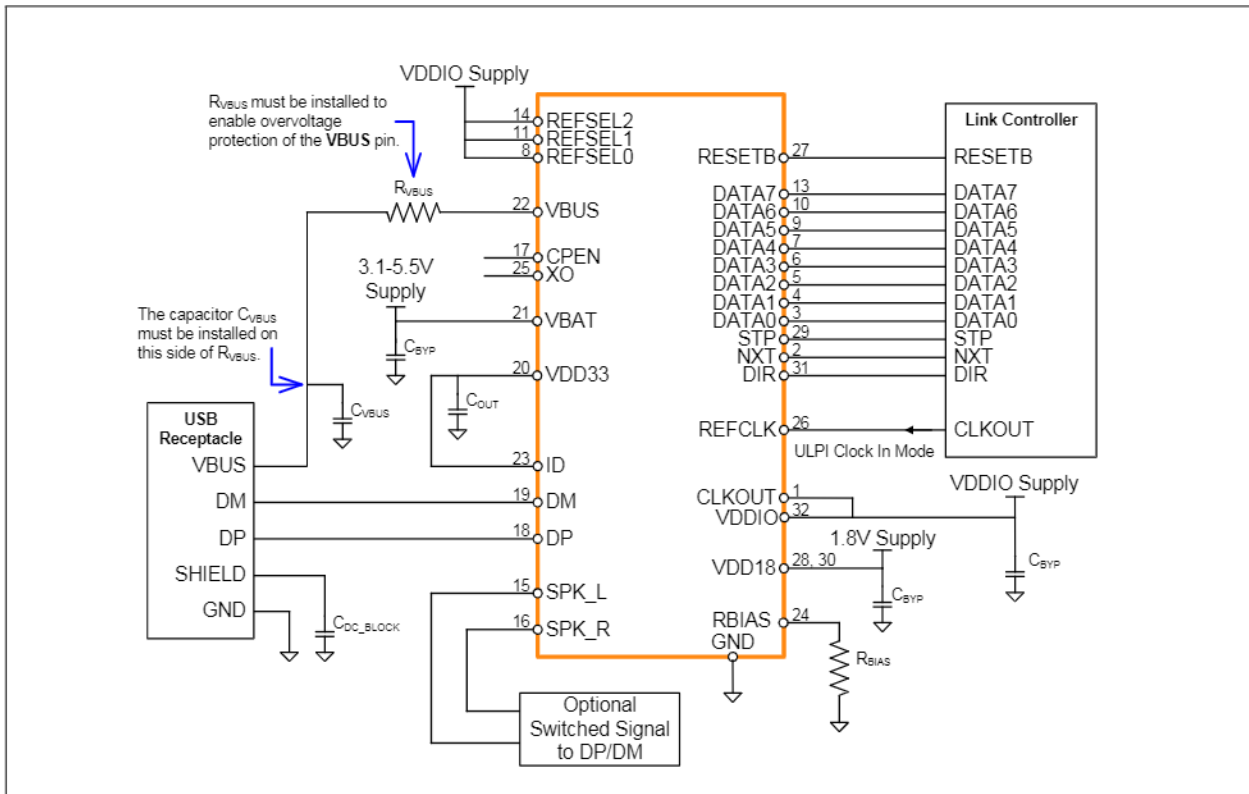 VDDIO Supply
RVBUS must be installed to
enable overvoltage
protection of the VBUS pin.
RVBUS
3.1-5.5V
Supply
The capacitor CVBUS
must be installed on
this side of RVBUS.
CBYP
COUT
CVBUS
USB
Receptacle
VBUS
DM
DP
SHIELD
GND
CDC_BLOCK
14 REFSEL2
11 REFSEL1
8 REFSEL0
22 VBUS
17 CPEN
25 XO
21 VBAT
20 VDD33
23 ID
19 DM
18 DP
15 SPK_L
16 SPK_R
Optional
Switched Signal
to DP/DM
RESETB 27
DATA7 13
DATA6 10
DATA5 9
DATA4 7
DATA3 6
DATA2 5
DATA1 4
DATA0 3
STP 29
NXT 2
DIR 31
REFCLK 26
ULPI Clock In Mode
CLKOUT 1
VDDIO 32
VDD18 28, 30
RBIAS 24
GND
Link Controller
RESETB
DATA7
DATA6
DATA5
DATA4
DATA3
DATA2
DATA1
DATA0
STP
NXT
DIR
CLKOUT
VDDIO Supply
1.8V Supply
CBYP
CBYP
RBIAS